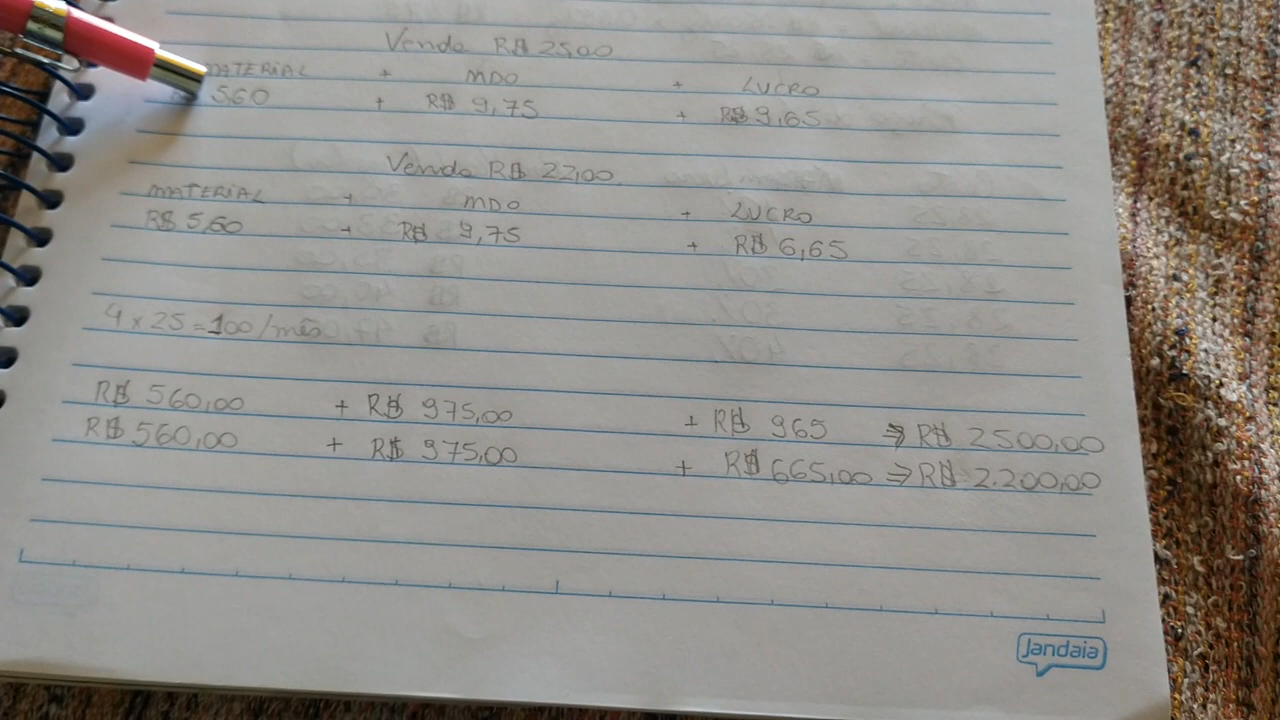 Venda R$ 25,00
MATERIAL + MDO + LUCRO
5,60 + R$ 9,75 + R$ 9,65
Venda R$ 22,00
MATERIAL + MDO + LUCRO
R$ 5,60 + R$ 9,75 + R$ 6,65
4 x 25 = 100/mês
R$ 560,00 + R$ 975,00 + R$ 965 => R$ 2500,00
R$ 560,00 + R$ 975,00 + R$ 665,00 => R$ 2.200,00
Jandaia